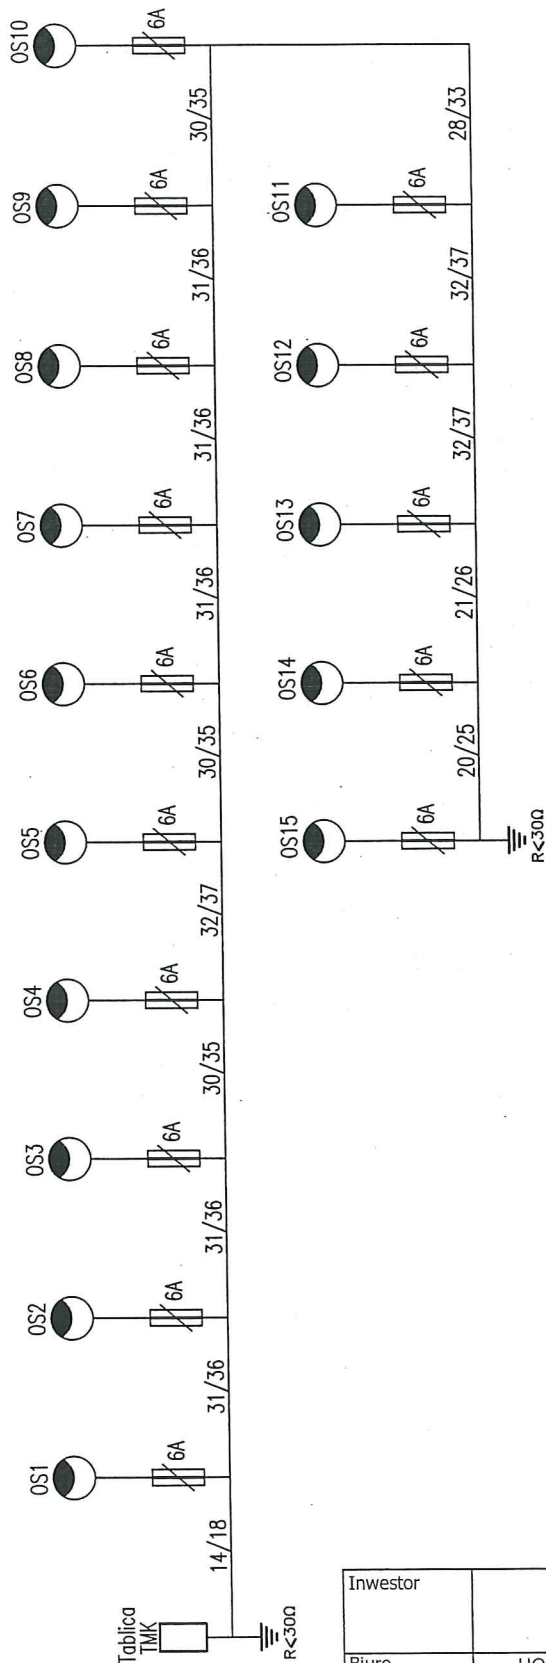 Tablica
TMK
R<30Ω
14/18
OS1
6A
31/36
OS2
6A
31/36
OS3
6A
30/35
OS4
6A
32/37
OS5
6A
30/35
OS6
6A
31/36
OS7
6A
31/36
OS8
6A
31/36
OS9
6A
30/35
OS10
6A
28/33
OS11
6A
32/37
OS12
6A
32/37
OS13
6A
21/26
OS14
6A
20/25
OS15
6A
R<30Ω
Inwestor